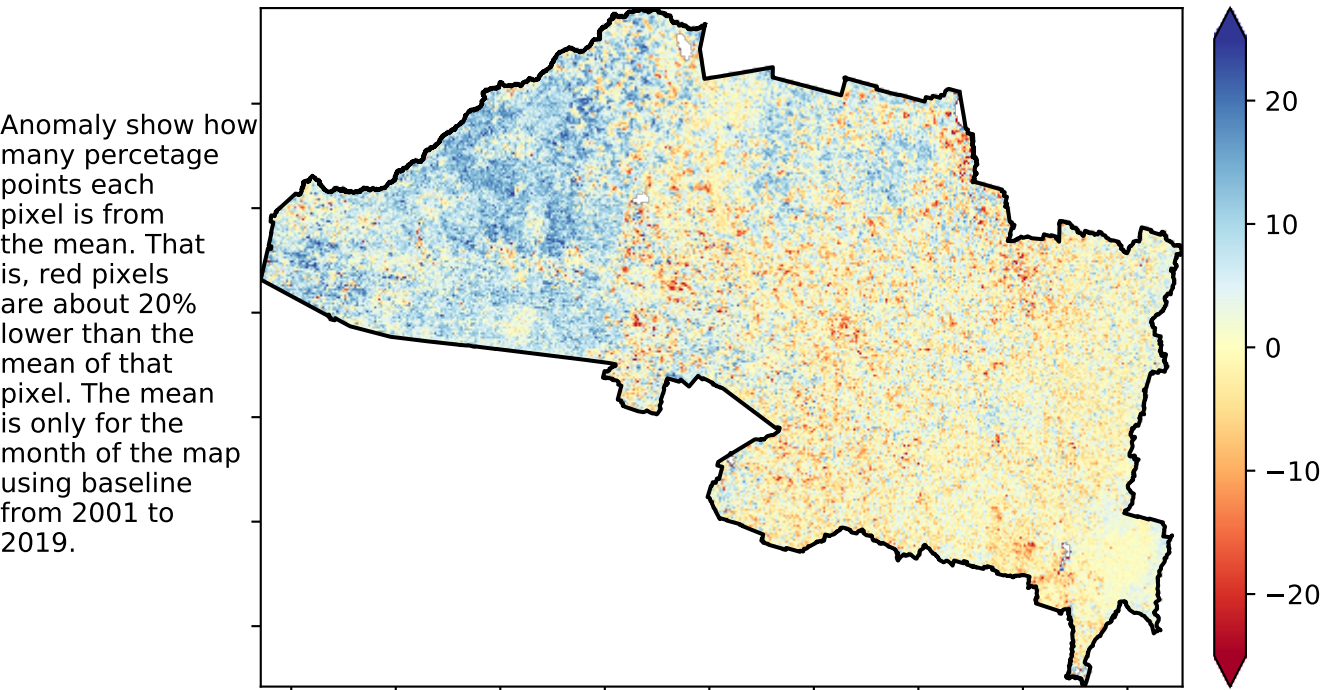 Anomaly show how
many percetage
points each
pixel is from
the mean. That
is, red pixels
are about 20%
lower than the
mean of that
pixel. The mean
is only for the
month of the map
using baseline
from 2001 to
2019.
20
10
0
−10
−20